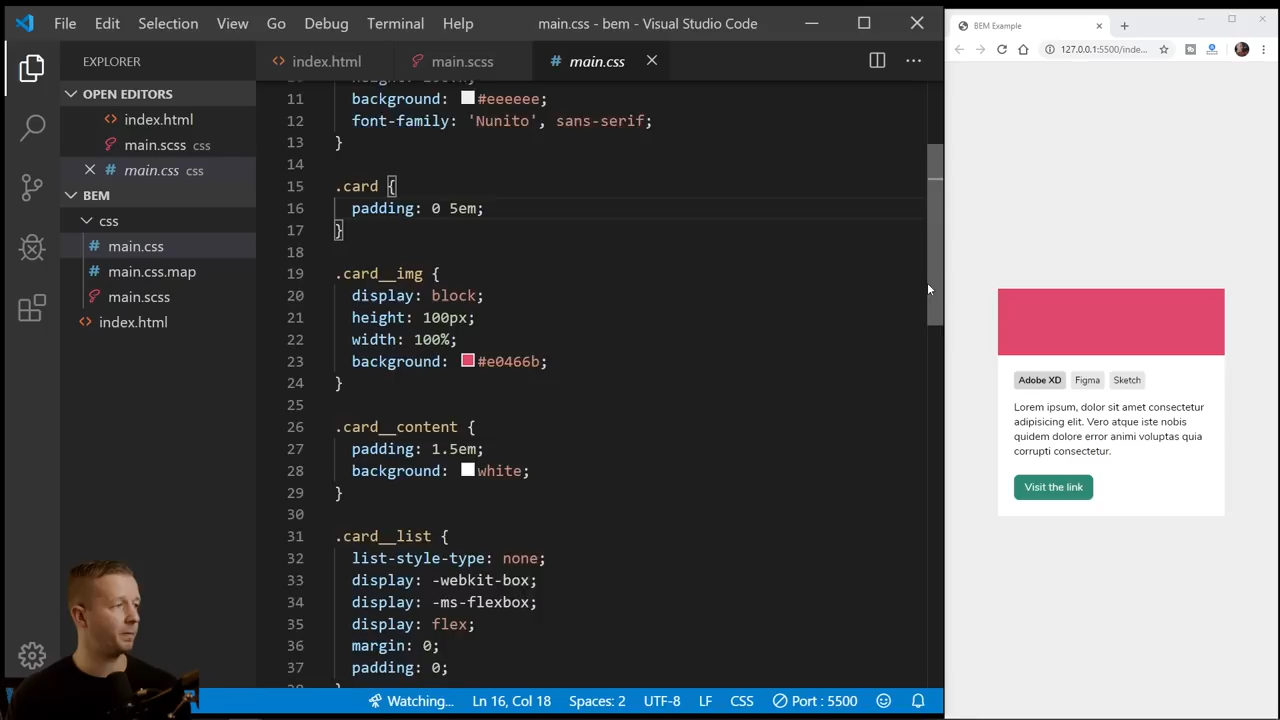 File Edit Selection View Go Debug Terminal Help main.css - bem - Visual Studio Code
EXPLORER
OPEN EDITORS
index.html
main.scss css
main.css css
BEM
css
main.css
main.css.map
main.scss
index.html
index.html main.scss main.css
11 background: #eeeeee;
12 font-family: 'Nunito', sans-serif;
13 }
14
15 .card {
16 padding: 0 5em;
17 }
18
19 .card__img {
20 display: block;
21 height: 100px;
22 width: 100%;
23 background: #e0466b;
24 }
25
26 .card__content {
27 padding: 1.5em;
28 background: white;
29 }
30
31 .card__list {
32 list-style-type: none;
33 display: -webkit-box;
34 display: -ms-flexbox;
35 display: flex;
36 margin: 0;
37 padding: 0;
Watching... Ln 16, Col 18 Spaces: 2 UTF-8 LF CSS Port : 5500
BEM Example
127.0.0.1:5500/inde...
Adobe XD Figma Sketch
Lorem ipsum, dolor sit amet consectetur
adipisicing elit. Vero atque iste nobis
quidem dolore error animi voluptas quia
corrupti consectetur.
Visit the link